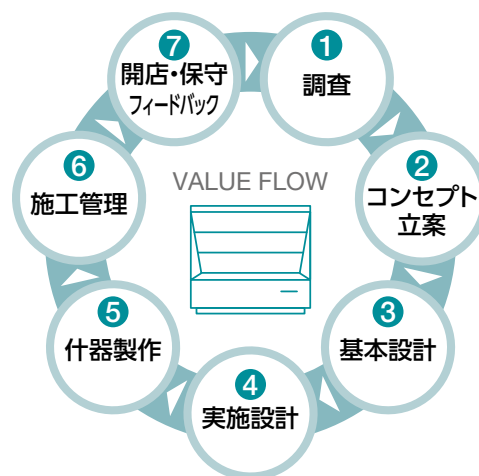 VALUE FLOW
1
調査
2
コンセプト
立案
3
基本設計
4
実施設計
5
什器製作
6
施工管理
7
開店・保守
フィードバック